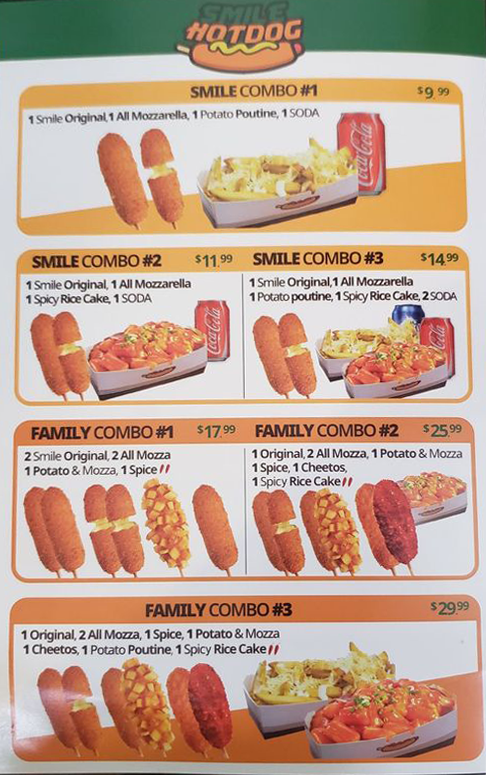 SMILE
HOTDOG
SMILE COMBO #1 $9.99
1 Smile Original,1 All Mozzarella, 1 Potato Poutine, 1 SODA
Coca-Cola
SMILE COMBO #2 $11.99
1 Smile Original, 1 All Mozzarella
1 Spicy Rice Cake, 1 SODA
Coca-Cola
SMILE COMBO #3 $14.99
1 Smile Original,1 All Mozzarella
1 Potato poutine, 1 Spicy Rice Cake, 2 SODA
Coca-Cola
FAMILY COMBO #1 $17.99
2 Smile Original, 2 All Mozza
1 Potato & Mozza, 1 Spice
FAMILY COMBO #2 $25.99
1 Original, 2 All Mozza, 1 Potato & Mozza
1 Spice, 1 Cheetos,
1 Spicy Rice Cake
FAMILY COMBO #3 $29.99
1 Original, 2 All Mozza, 1 Spice, 1 Potato & Mozza
1 Cheetos, 1 Potato Poutine, 1 Spicy Rice Cake